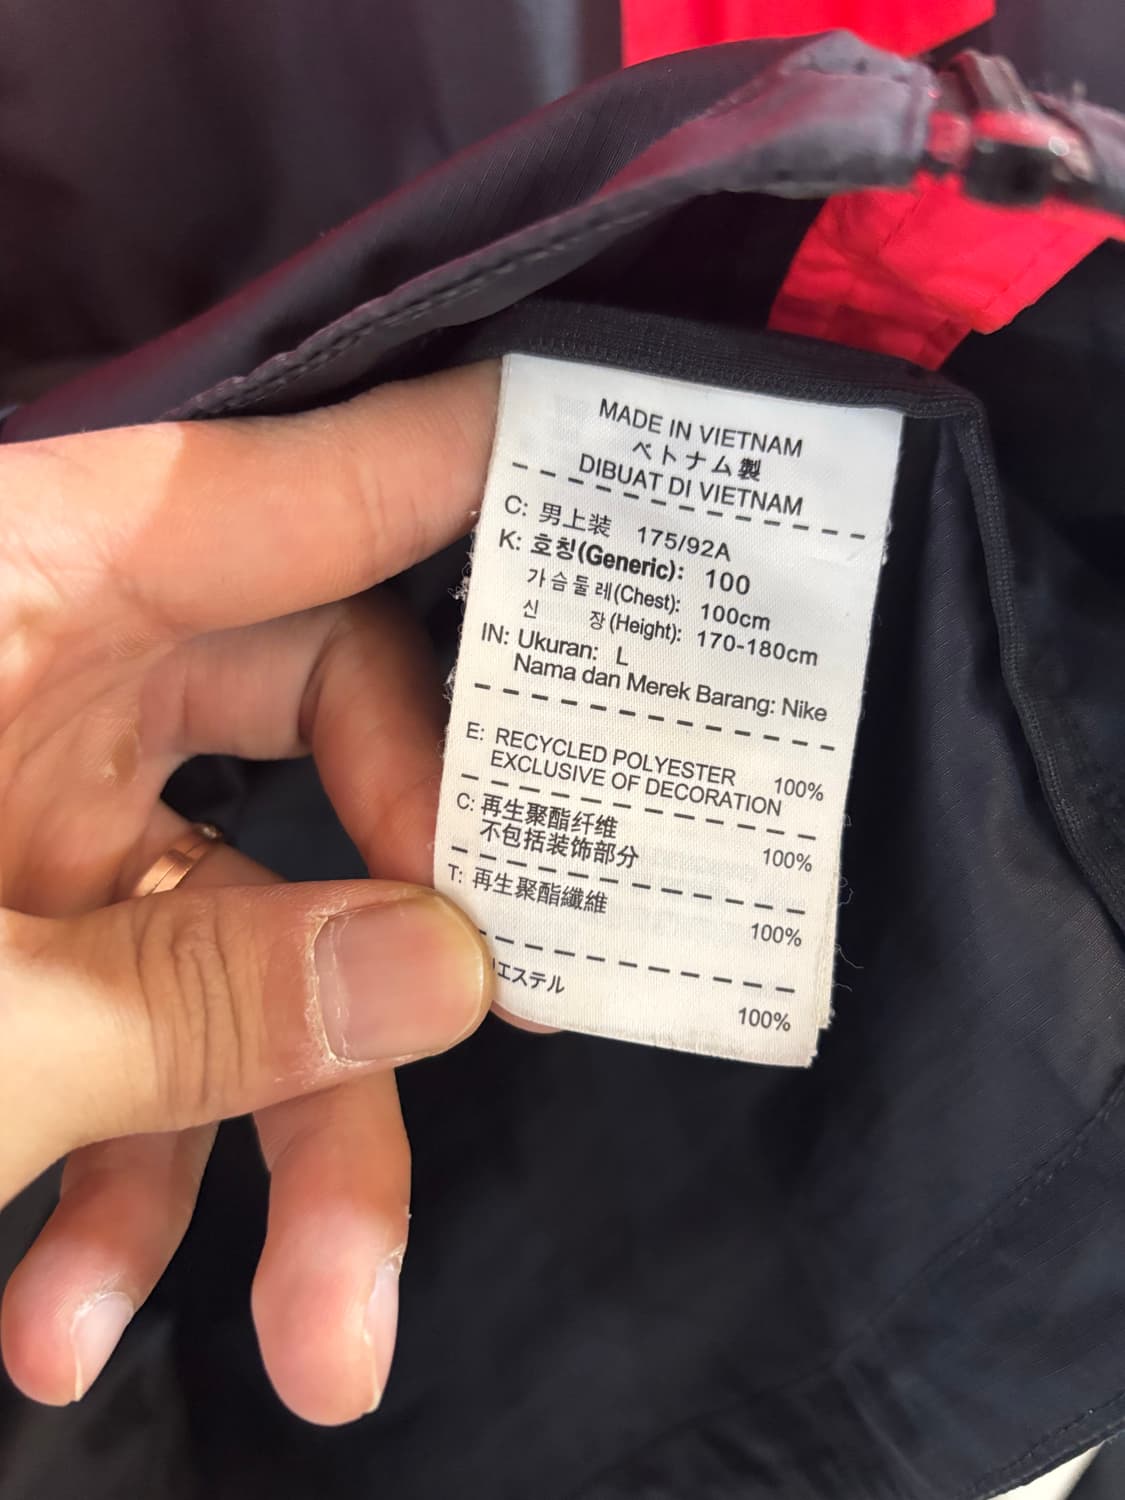 MADE IN VIETNAM
ベトナム製
DIBUAT DI VIETNAM
C: 男上装 175/92A
K: 호칭(Generic): 100
가슴둘레(Chest): 100cm
신 장(Height): 170-180cm
IN: Ukuran: L
Nama dan Merek Barang: Nike
E: RECYCLED POLYESTER 100%
EXCLUSIVE OF DECORATION
C: 再生聚酯纤维 100%
不包括装饰部分
T: 再生聚酯纖維 100%
エステル 100%